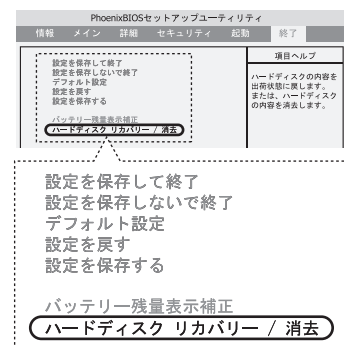 PhoenixBIOSセットアップユーティリティ
情報 メイン 詳細 セキュリティ 起動 終了
設定を保存して終了
設定を保存しないで終了
デフォルト設定
設定を戻す
設定を保存する
バッテリー残量表示補正
ハードディスク リカバリー / 消去
項目ヘルプ
ハードディスクの内容を
出荷状態に戻します。
または、ハードディスク
の内容を消去します。
設定を保存して終了
設定を保存しないで終了
デフォルト設定
設定を戻す
設定を保存する
バッテリー残量表示補正
ハードディスク リカバリー / 消去